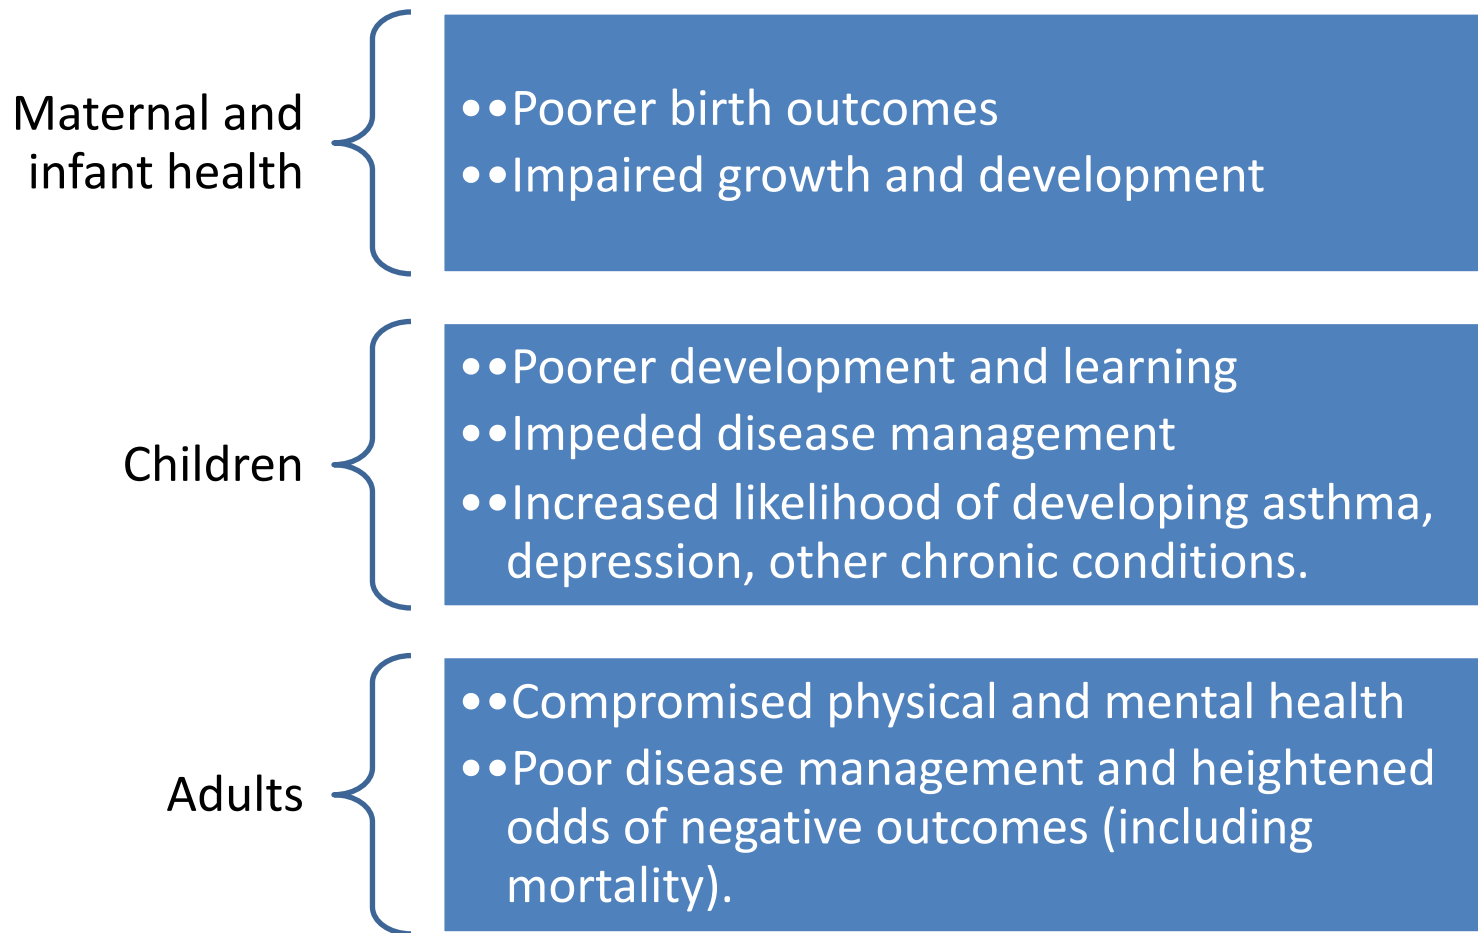 Maternal and
infant health
••Poorer birth outcomes
••Impaired growth and development
Children
••Poorer development and learning
••Impeded disease management
••Increased likelihood of developing asthma,
depression, other chronic conditions.
Adults
••Compromised physical and mental health
••Poor disease management and heightened
odds of negative outcomes (including
mortality).